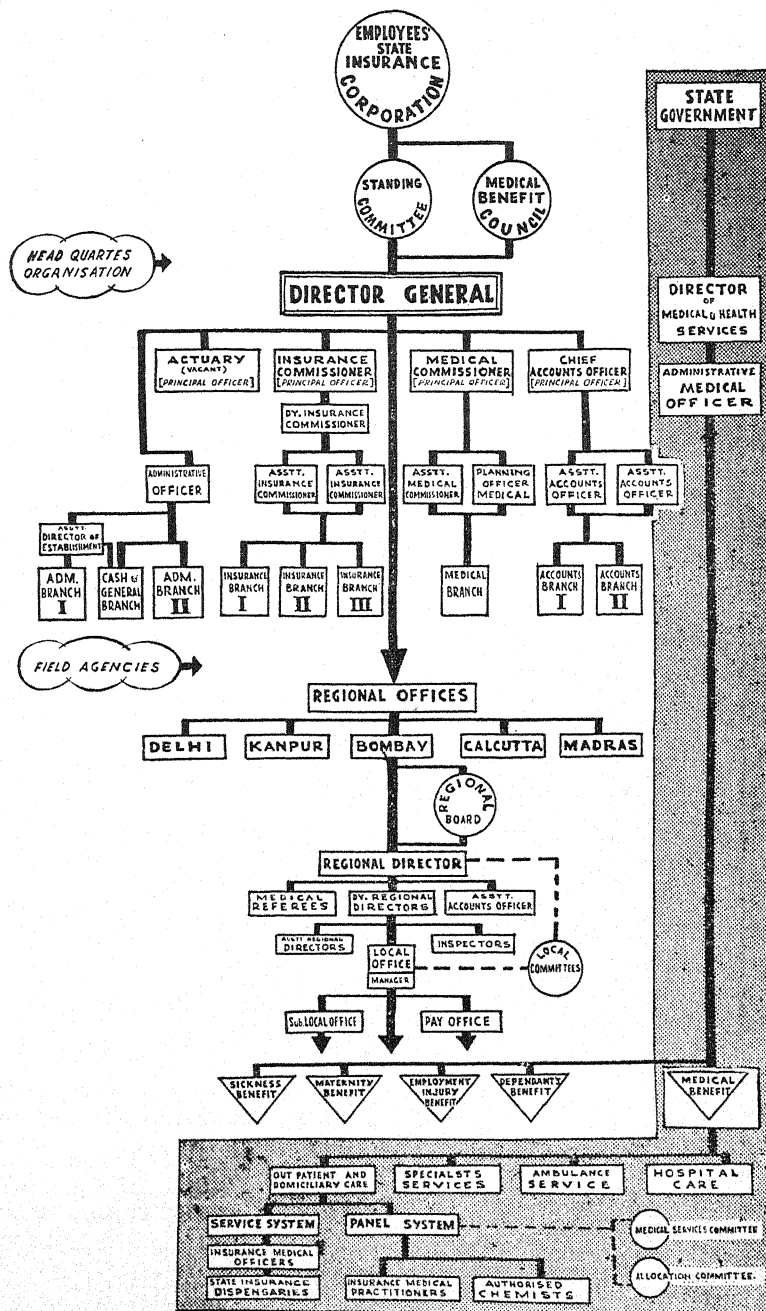 EMPLOYEES'
STATE
INSURANCE
CORPORATION
STATE
GOVERNMENT
STANDING
COMMITTEE
MEDICAL
BENEFIT
COUNCIL
HEAD QUARTES
ORGANISATION
DIRECTOR GENERAL
DIRECTOR
OF
MEDICAL & HEALTH
SERVICES
ACTUARY
(VACANT)
[PRINCIPAL OFFICER]
INSURANCE
COMMISSIONER
[PRINCIPAL OFFICER]
MEDICAL
COMMISSIONER
[PRINCIPAL OFFICER]
CHIEF
ACCOUNTS OFFICER
[PRINCIPAL OFFICER]
ADMINISTRATIVE
MEDICAL
OFFICER
DY. INSURANCE
COMMISSIONER
ADMINISTRATIVE
OFFICER
ASSTT.
INSURANCE
COMMISSIONER
ASSTT.
INSURANCE
COMMISSIONER
ASSTT.
MEDICAL
COMMISSIONER
PLANNING
OFFICER
MEDICAL
ASSTT.
ACCOUNTS
OFFICER
ASSTT.
ACCOUNTS
OFFICER
ASSTT.
DIRECTOR OF
ESTABLISHMENT
ADM.
BRANCH
I
CASH &
GENERAL
BRANCH
ADM.
BRANCH
II
INSURANCE
BRANCH
I
INSURANCE
BRANCH
II
INSURANCE
BRANCH
III
MEDICAL
BRANCH
ACCOUNTS
BRANCH
I
ACCOUNTS
BRANCH
II
FIELD AGENCIES
REGIONAL OFFICES
DELHI
KANPUR
BOMBAY
CALCUTTA
MADRAS
REGIONAL
BOARD
REGIONAL DIRECTOR
MEDICAL
REFEREES
DY. REGIONAL
DIRECTORS
ASSTT.
ACCOUNTS OFFICER
ASSTT REGIONAL
DIRECTORS
INSPECTORS
LOCAL
OFFICE
MANAGER
LOCAL
COMMITTEES
Sub. LOCAL OFFICE
PAY OFFICE
SICKNESS
BENEFIT
MATERNITY
BENEFIT
EMPLOYMENT
INJURY
BENEFIT
DEPENDANTS
BENEFIT
MEDICAL
BENEFIT
OUT PATIENT AND
DOMICILIARY CARE
SPECIALISTS
SERVICES
AMBULANCE
SERVICE
HOSPITAL
CARE
SERVICE SYSTEM
PANEL SYSTEM
MEDICAL SERVICES COMMITTEE
INSURANCE MEDICAL
OFFICERS
STATE INSURANCE
DISPENSARIES
INSURANCE MEDICAL
PRACTITIONERS
AUTHORISED
CHEMISTS
ALLOCATION COMMITTEE.